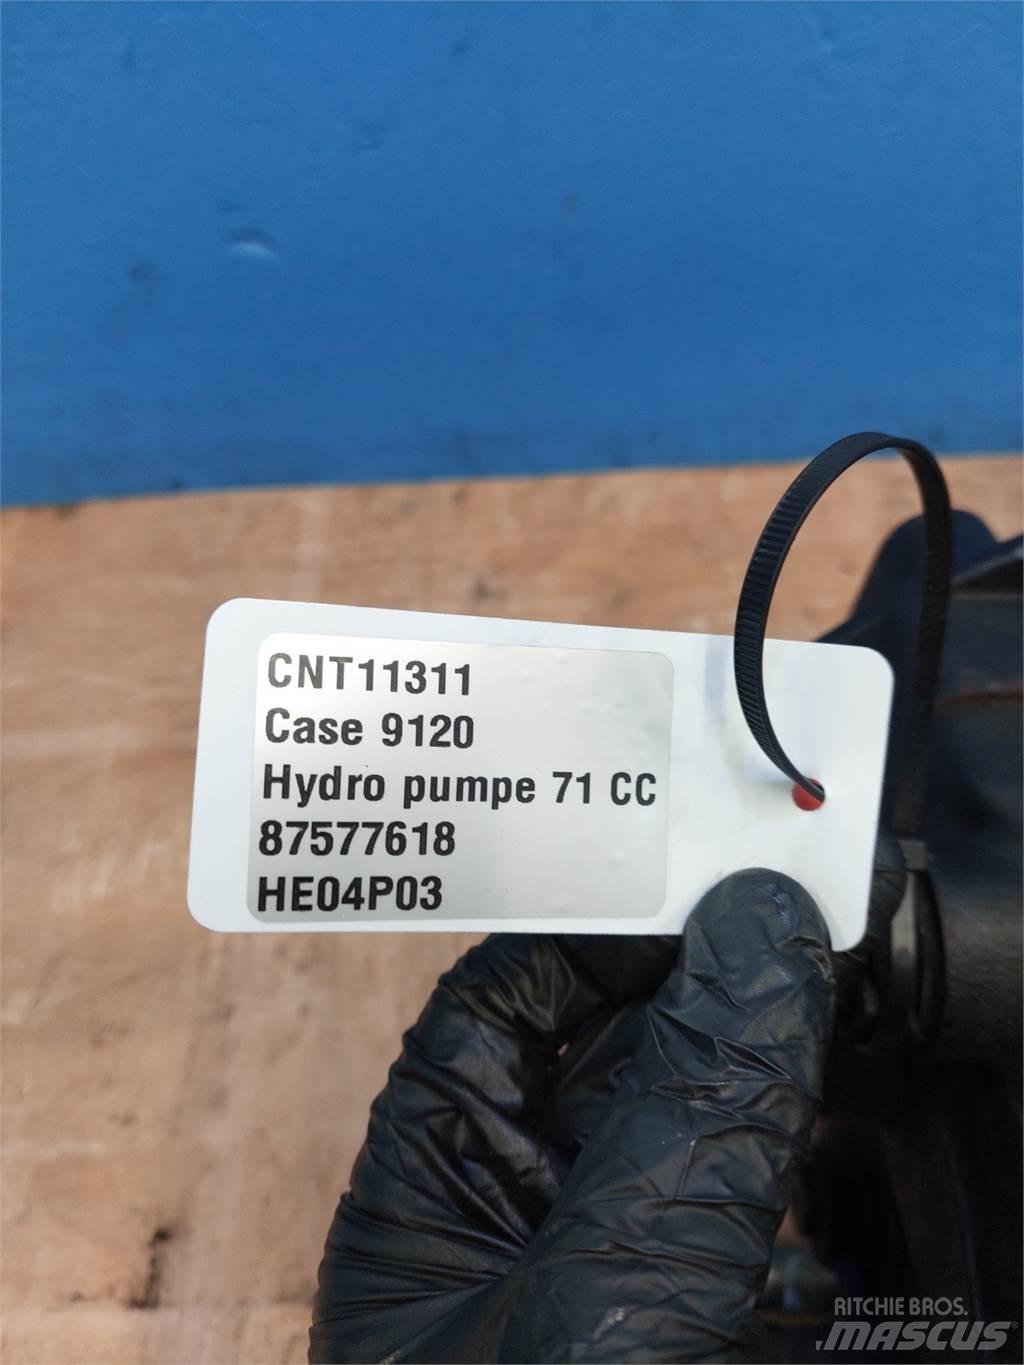 CNT11311
Case 9120
Hydro pumpe 71 CC
87577618
HE04P03
RITCHIE BROS.
MASCUS